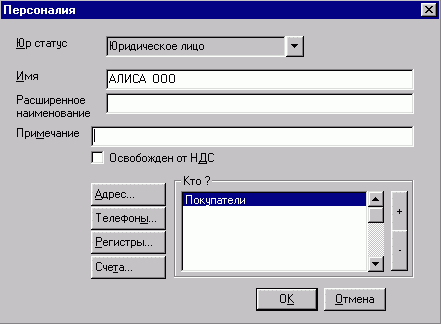 Персоналия
Юр статус
Юридическое лицо
Имя
АЛИСА ООО
Расширенное
наименование
Примечание
Освобожден от НДС
Адрес...
Телефоны...
Регистры...
Счета...
Кто ?
Покупатели
+
-
OK
Отмена